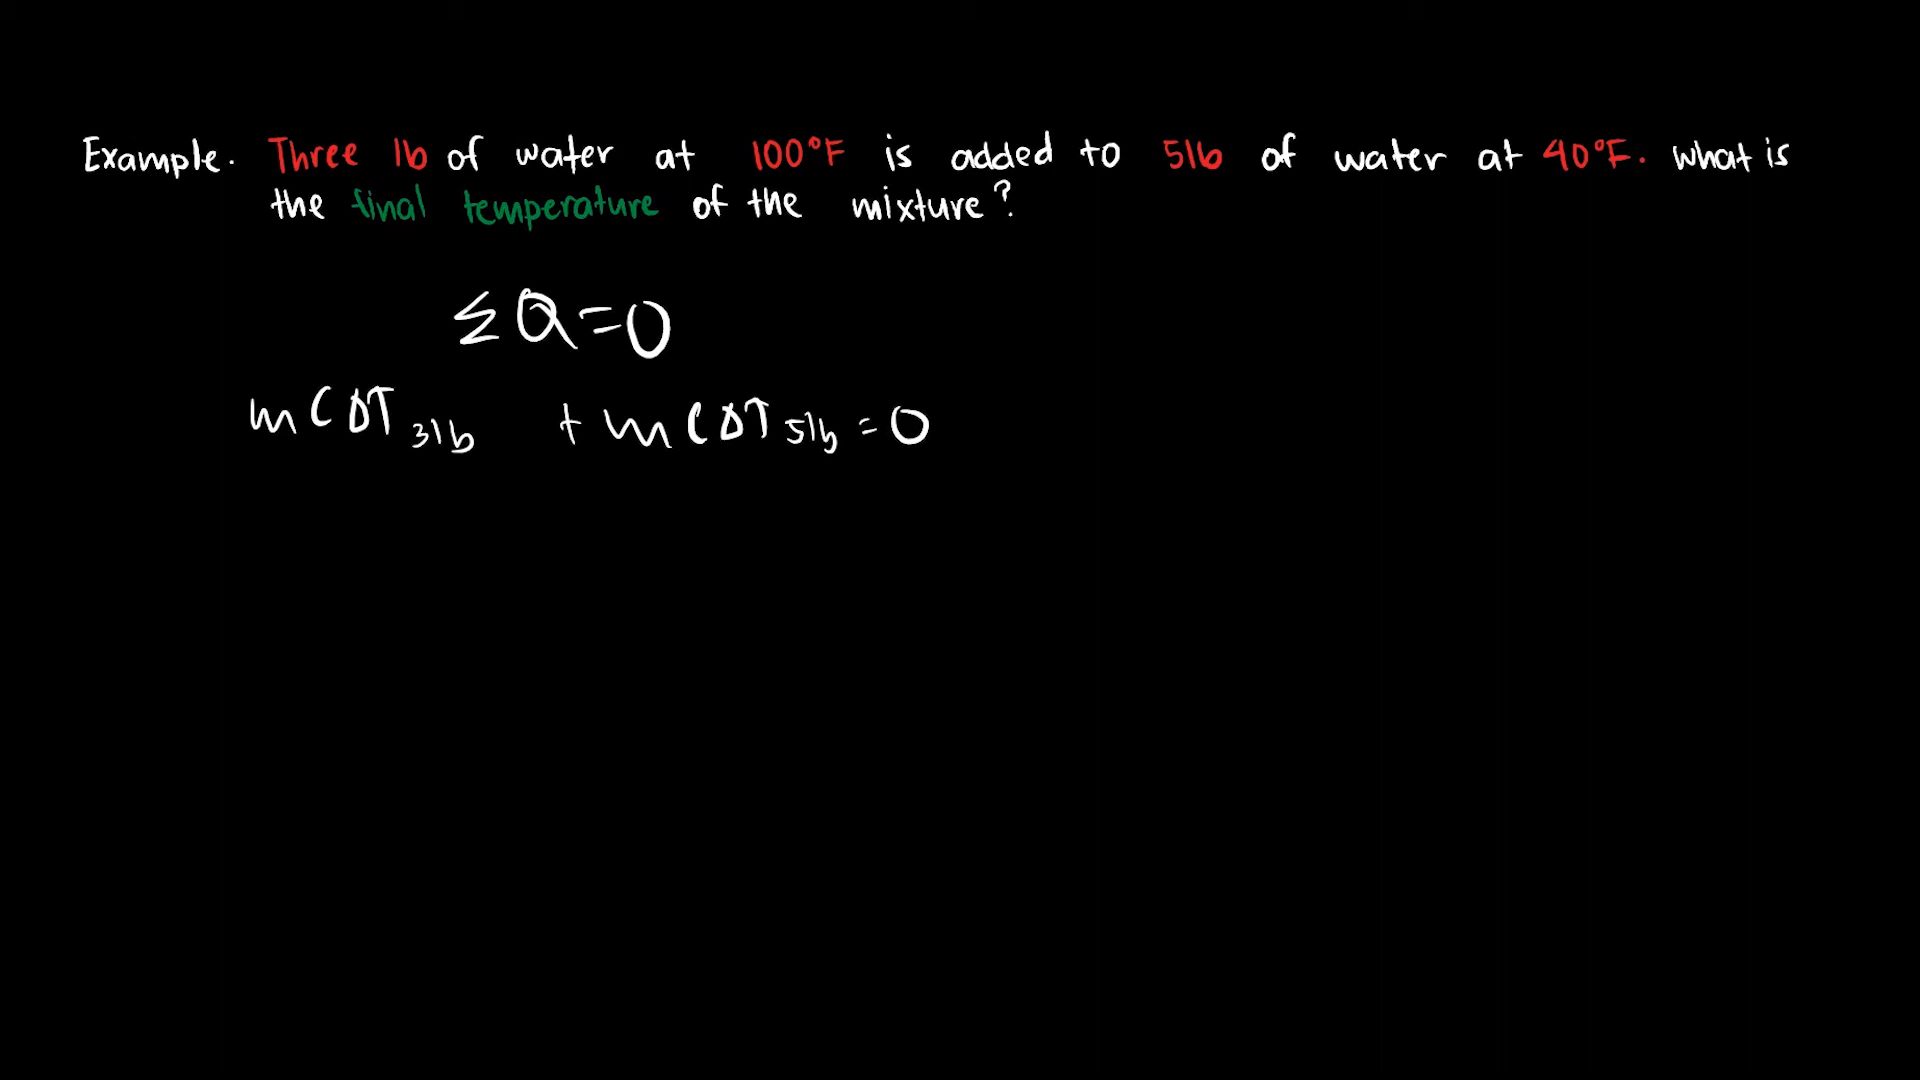 Example. Three lb of water at 100°F is added to 5lb of water at 40°F. what is
the final temperature of the mixture?
ΣQ=0
mCΔT3lb + mCΔT5lb = 0